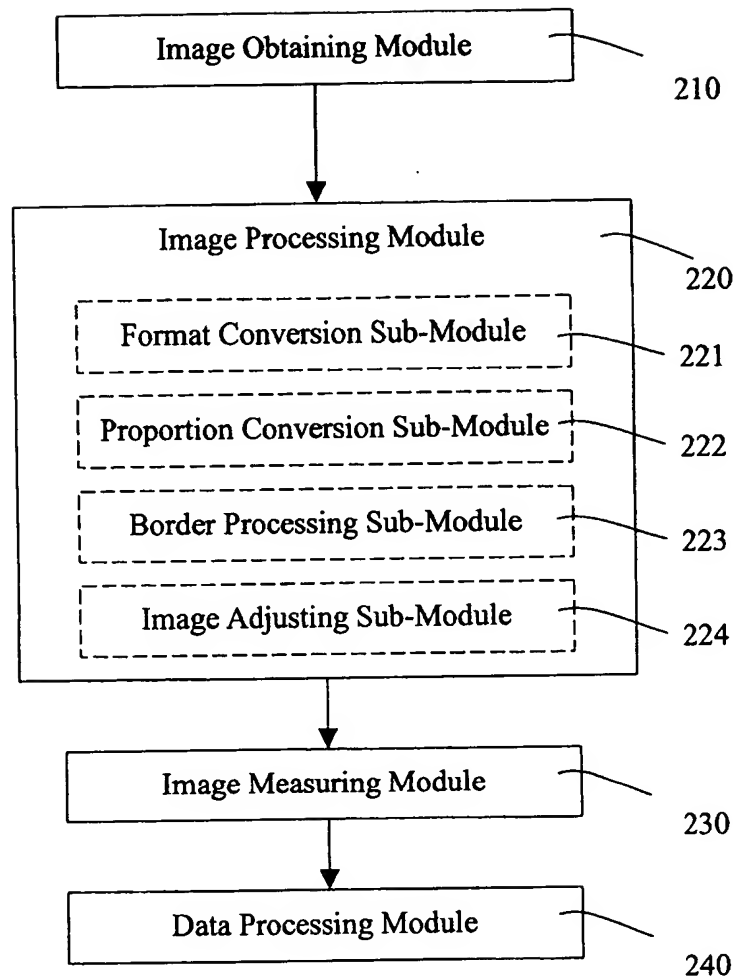 Image Obtaining Module
210
Image Processing Module
220
Format Conversion Sub-Module
221
Proportion Conversion Sub-Module
222
Border Processing Sub-Module
223
Image Adjusting Sub-Module
224
Image Measuring Module
230
Data Processing Module
240